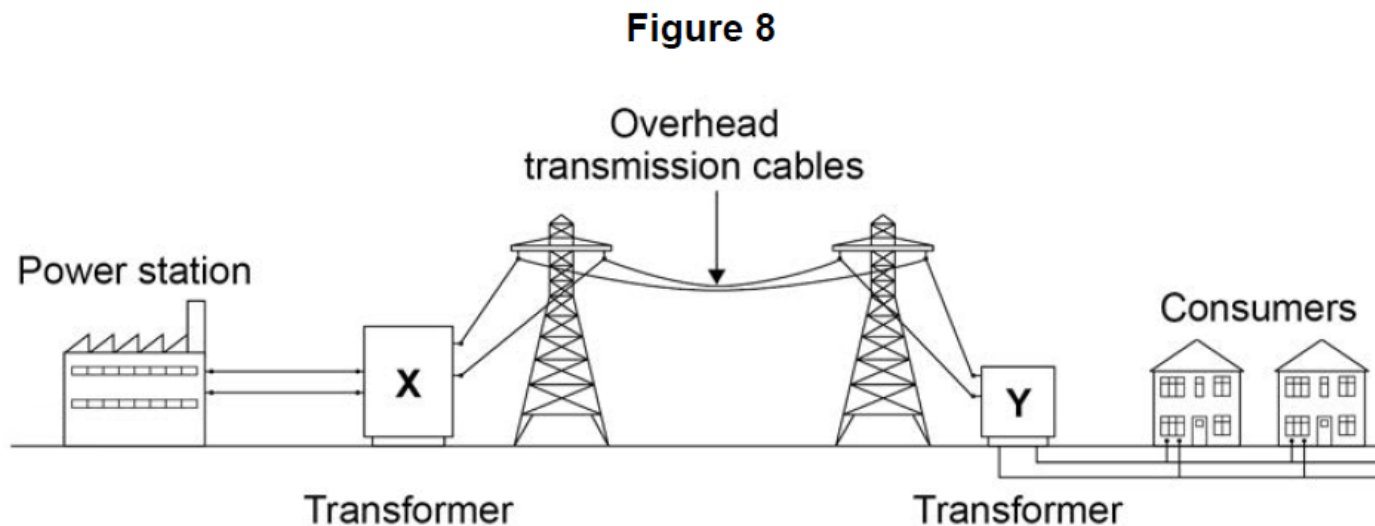 Figure 8
Overhead
transmission cables
Power station
Consumers
X
Y
Transformer
Transformer